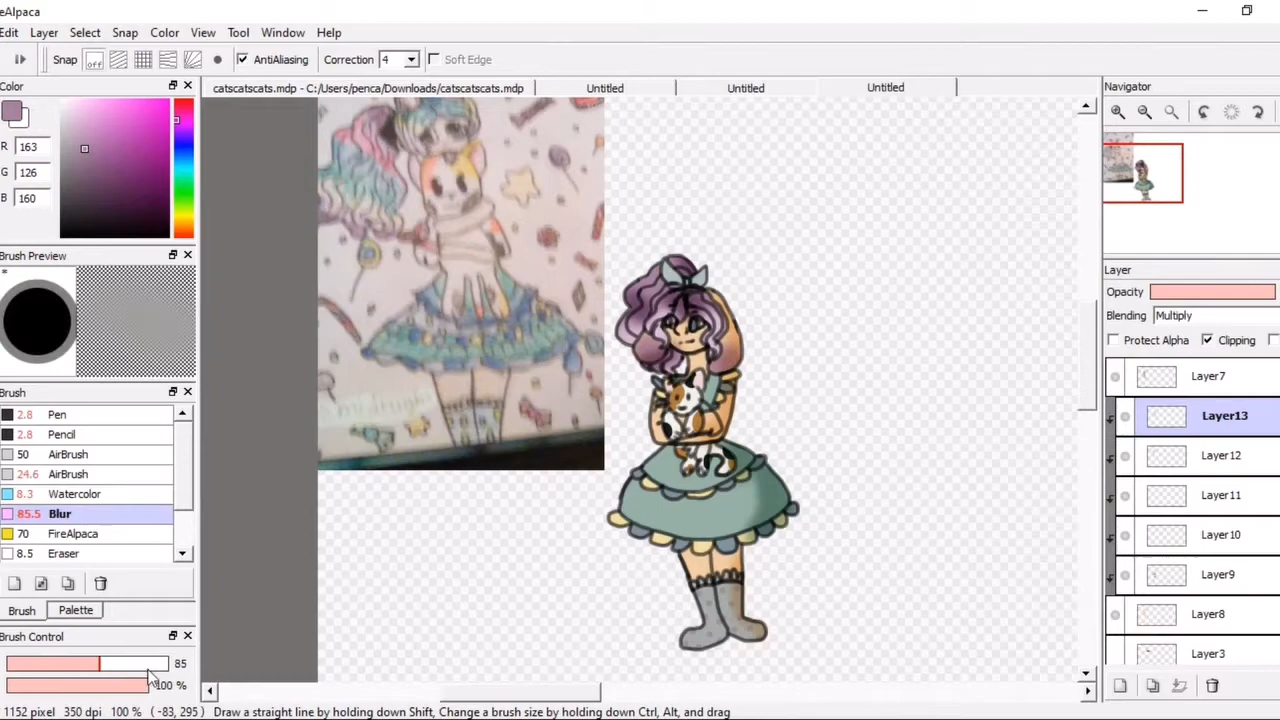 eAlpaca
Edit Layer Select Snap Color View Tool Window Help
Snap off AntiAliasing Correction 4 Soft Edge
Color
catscatscats.mdp - C:/Users/penca/Downloads/catscatscats.mdp Untitled Untitled Untitled
Navigator
R 163
G 126
B 160
Brush Preview
Layer
Opacity
Blending Multiply
Protect Alpha Clipping
Layer7
Brush
2.8 Pen
2.8 Pencil
50 AirBrush
24.6 AirBrush
8.3 Watercolor
85.5 Blur
70 FireAlpaca
8.5 Eraser
Layer13
Layer12
Layer11
Layer10
Layer9
Layer8
Layer3
Brush Palette
Brush Control
85
100 %
1152 pixel 350 dpi 100 % (-83, 295) Draw a straight line by holding down Shift, Change a brush size by holding down Ctrl, Alt, and drag